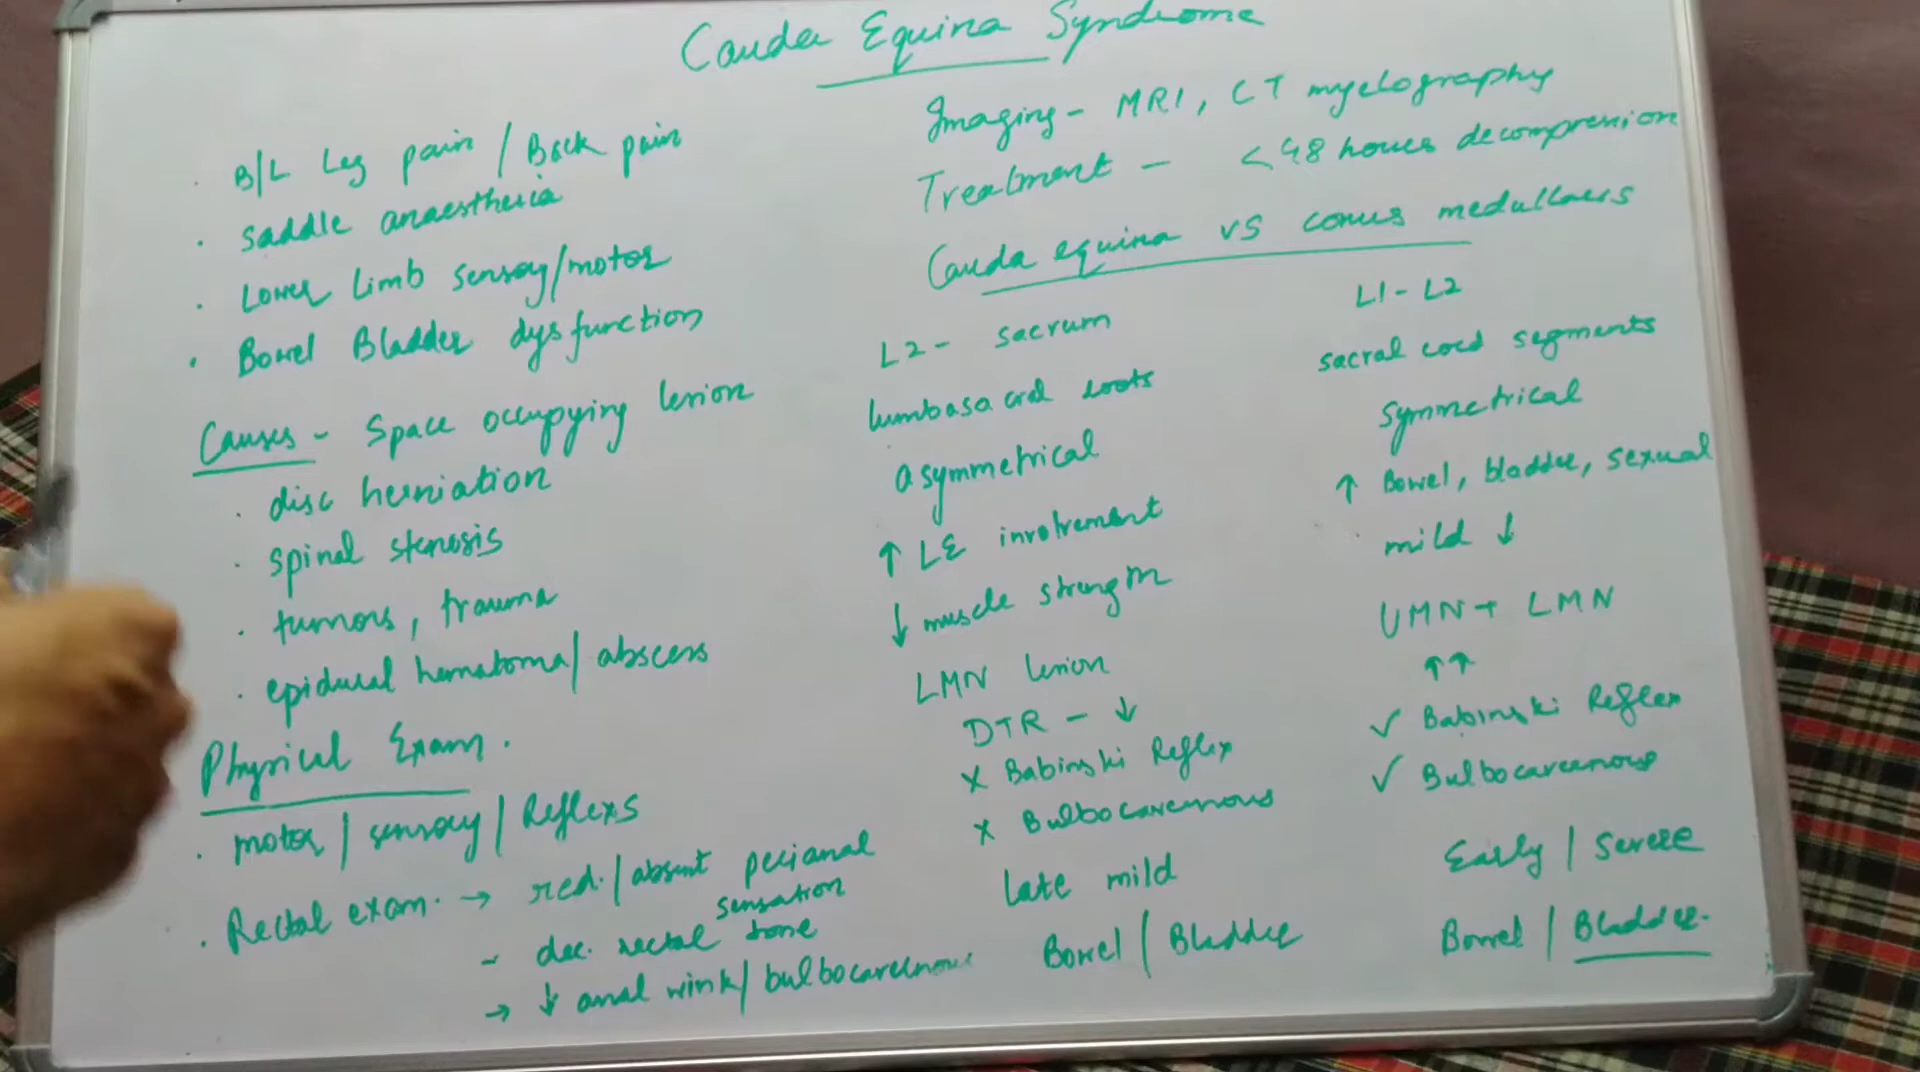 Cauda Equina Syndrome
. B/L Leg pain / Back pain
. saddle anaesthesia
. Lower Limb sensory/motor
. Bowel Bladder dysfunction
Causes - Space occupying lesion
. disc herniation
. spinal stenosis
. tumors, trauma
. epidural hematoma/abscess
Physical Exam.
. motor / sensory / Reflexs
. Rectal exam. → red./absent perianal sensation
- dec. rectal tone
→ ↓ anal wink/bulbocavernous
Imaging - MRI, CT myelography
Treatment - <48 hours decompression
Cauda equina vs conus medullaris
L2 - sacrum L1 - L2
lumbasacral roots sacral cord segments
asymmetrical symmetrical
↑ LE involvement ↑ Bowel, bladder, sexual
↓ muscle strength mild ↓
LMN lesion UMN + LMN
DTR - ↓ ↑↑
x Babinski Reflex ✓ Babinski Reflex
x Bulbocavernous ✓ Bulbocavernous
late mild Early / Severe
Bowel / Bladder Bowel / Bladder.